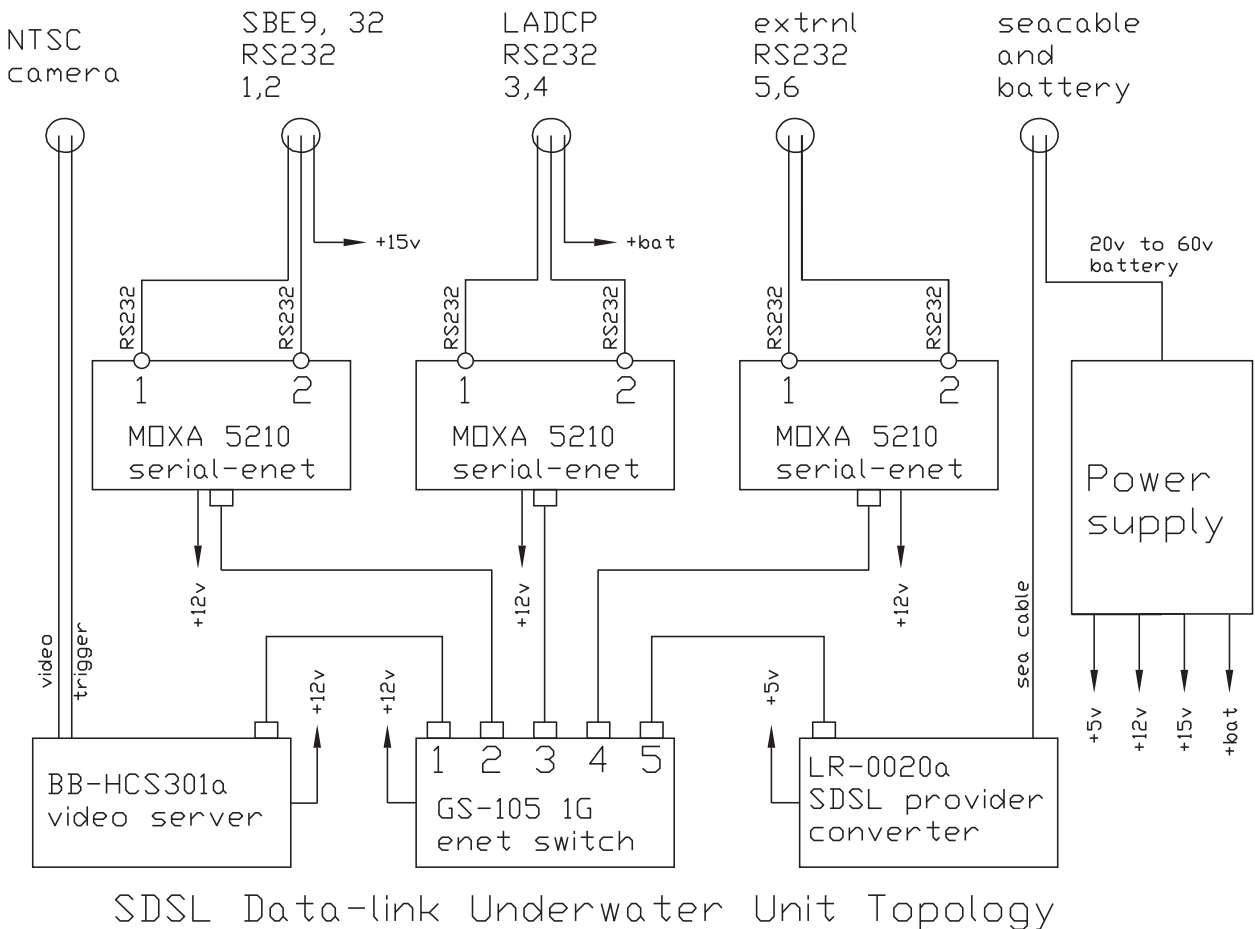 NTSC
camera
SBE9, 32
RS232
1,2
LADCP
RS232
3,4
extrnl
RS232
5,6
seacable
and
battery
+15v
+bat
20v to 60v
battery
RS232
RS232
RS232
RS232
RS232
RS232
1
2
MOXA 5210
serial-enet
1
2
MOXA 5210
serial-enet
1
2
MOXA 5210
serial-enet
Power
supply
+12v
+12v
+12v
video
trigger
+12v
+12v
+5v
sea cable
+5v
+12v
+15v
+bat
BB-HCS301a
video server
1
2
3
4
5
GS-105 1G
enet switch
LR-0020a
SDSL provider
converter
SDSL Data-link Underwater Unit Topology